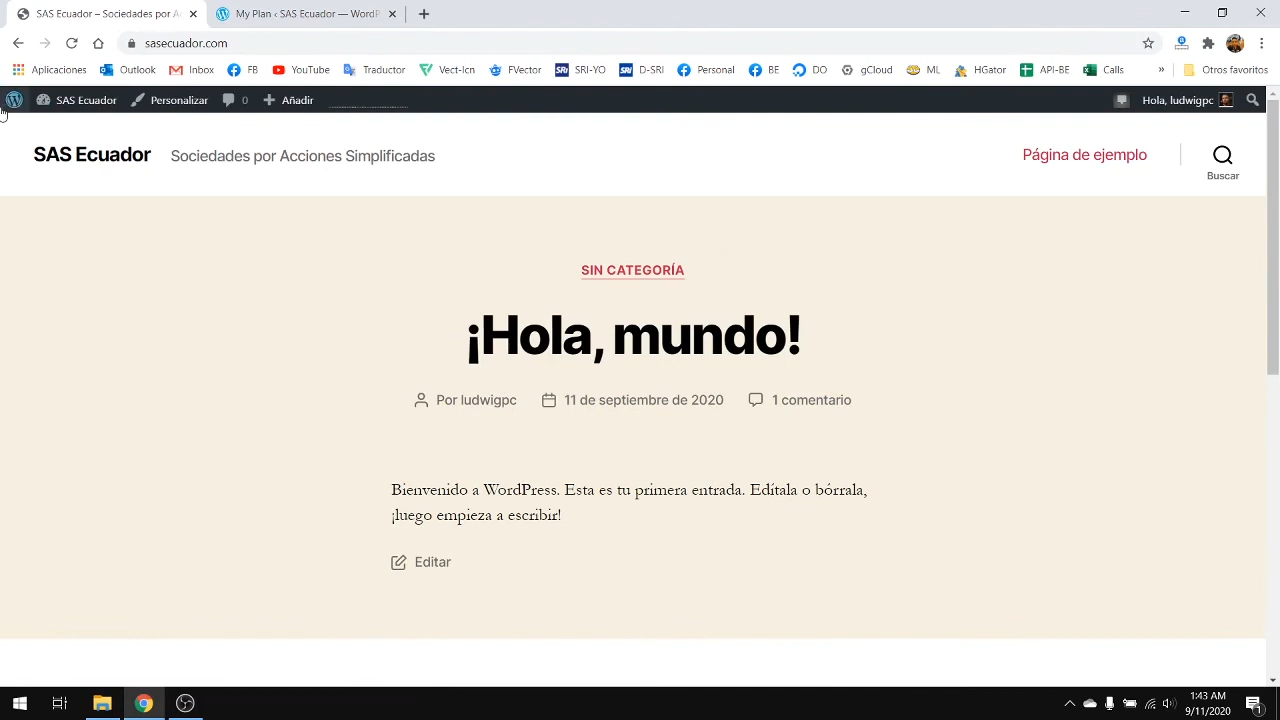 SAS Ecuador – Sociedades por A
My Plan ‹ SAS Ecuador — WordP
sasecuador.com
Aplicaciones Outlook Inbox FB YouTube Traductor Vect-Icn FVector SRI-YO D-SRI Personal BE DO gCloud ML HGator API-BE Calls » Otros favoritos
SAS Ecuador Personalizar 0 Añadir Hola, ludwigpc
SAS Ecuador Sociedades por Acciones Simplificadas Página de ejemplo
Buscar
SIN CATEGORÍA
¡Hola, mundo!
Por ludwigpc 11 de septiembre de 2020 1 comentario
Bienvenido a WordPress. Esta es tu primera entrada. Edítala o bórrala,
¡luego empieza a escribir!
Editar
1:43 AM
9/11/2020
1